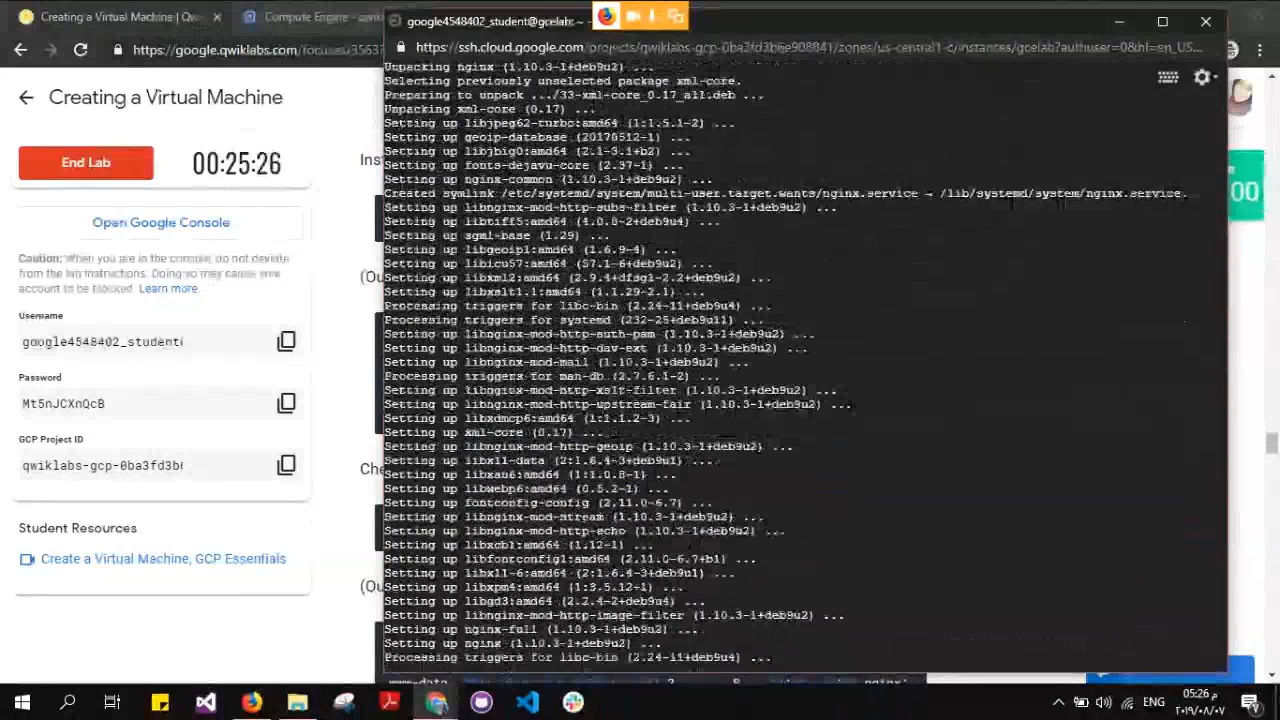 Creating a Virtual Machine | Qw
Compute Engine - qwik
google4548402_student@gcelab: ~
https://google.qwiklabs.com/focuses/3563
https://ssh.cloud.google.com/projects/qwiklabs-gcp-0ba3fd3b6e908841/zones/us-central1-c/instances/gcelab?authuser=0&hl=en_US...
Creating a Virtual Machine
End Lab
00:25:26
Open Google Console
Caution: When you are in the console, do not deviate
from the lab instructions. Doing so may cause your
account to be blocked. Learn more.
Username
google4548402_student@
Password
Mt5nJCXnQcB
GCP Project ID
qwiklabs-gcp-0ba3fd3b6
Student Resources
Create a Virtual Machine, GCP Essentials
Inst
(Ou
Che
(Ou
Unpacking nginx (1.10.3-1+deb9u2) ...
Selecting previously unselected package xml-core.
Preparing to unpack .../33-xml-core_0.17_all.deb ...
Unpacking xml-core (0.17) ...
Setting up libjpeg62-turbo:amd64 (1:1.5.1-2) ...
Setting up geoip-database (20170512-1) ...
Setting up libjbig0:amd64 (2.1-3.1+b2) ...
Setting up fonts-dejavu-core (2.37-1) ...
Setting up nginx-common (1.10.3-1+deb9u2) ...
Created symlink /etc/systemd/system/multi-user.target.wants/nginx.service → /lib/systemd/system/nginx.service.
Setting up libnginx-mod-http-subs-filter (1.10.3-1+deb9u2) ...
Setting up libtiff5:amd64 (4.0.8-2+deb9u4) ...
Setting up sgml-base (1.29) ...
Setting up libgeoip1:amd64 (1.6.9-4) ...
Setting up libicu57:amd64 (57.1-6+deb9u2) ...
Setting up libxml2:amd64 (2.9.4+dfsg1-2.2+deb9u2) ...
Setting up libxslt1.1:amd64 (1.1.29-2.1) ...
Processing triggers for libc-bin (2.24-11+deb9u4) ...
Processing triggers for systemd (232-25+deb9u11) ...
Setting up libnginx-mod-http-auth-pam (1.10.3-1+deb9u2) ...
Setting up libnginx-mod-http-dav-ext (1.10.3-1+deb9u2) ...
Setting up libnginx-mod-mail (1.10.3-1+deb9u2) ...
Processing triggers for man-db (2.7.6.1-2) ...
Setting up libnginx-mod-http-xslt-filter (1.10.3-1+deb9u2) ...
Setting up libnginx-mod-http-upstream-fair (1.10.3-1+deb9u2) ...
Setting up libxdmcp6:amd64 (1:1.1.2-3) ...
Setting up xml-core (0.17) ...
Setting up libnginx-mod-http-geoip (1.10.3-1+deb9u2) ...
Setting up libx11-data (2:1.6.4-3+deb9u1) ...
Setting up libxau6:amd64 (1:1.0.8-1) ...
Setting up libwebp6:amd64 (0.5.2-1) ...
Setting up fontconfig-config (2.11.0-6.7) ...
Setting up libnginx-mod-stream (1.10.3-1+deb9u2) ...
Setting up libnginx-mod-http-echo (1.10.3-1+deb9u2) ...
Setting up libxcb1:amd64 (1.12-1) ...
Setting up libfontconfig1:amd64 (2.11.0-6.7+b1) ...
Setting up libx11-6:amd64 (2:1.6.4-3+deb9u1) ...
Setting up libxpm4:amd64 (1:3.5.12-1) ...
Setting up libgd3:amd64 (2.2.4-2+deb9u4) ...
Setting up libnginx-mod-http-image-filter (1.10.3-1+deb9u2) ...
Setting up nginx-full (1.10.3-1+deb9u2) ...
Setting up nginx (1.10.3-1+deb9u2) ...
Processing triggers for libc-bin (2.24-11+deb9u4) ...
00
ENG
05:26 م
٢٠١٩/٠٨/٠٧